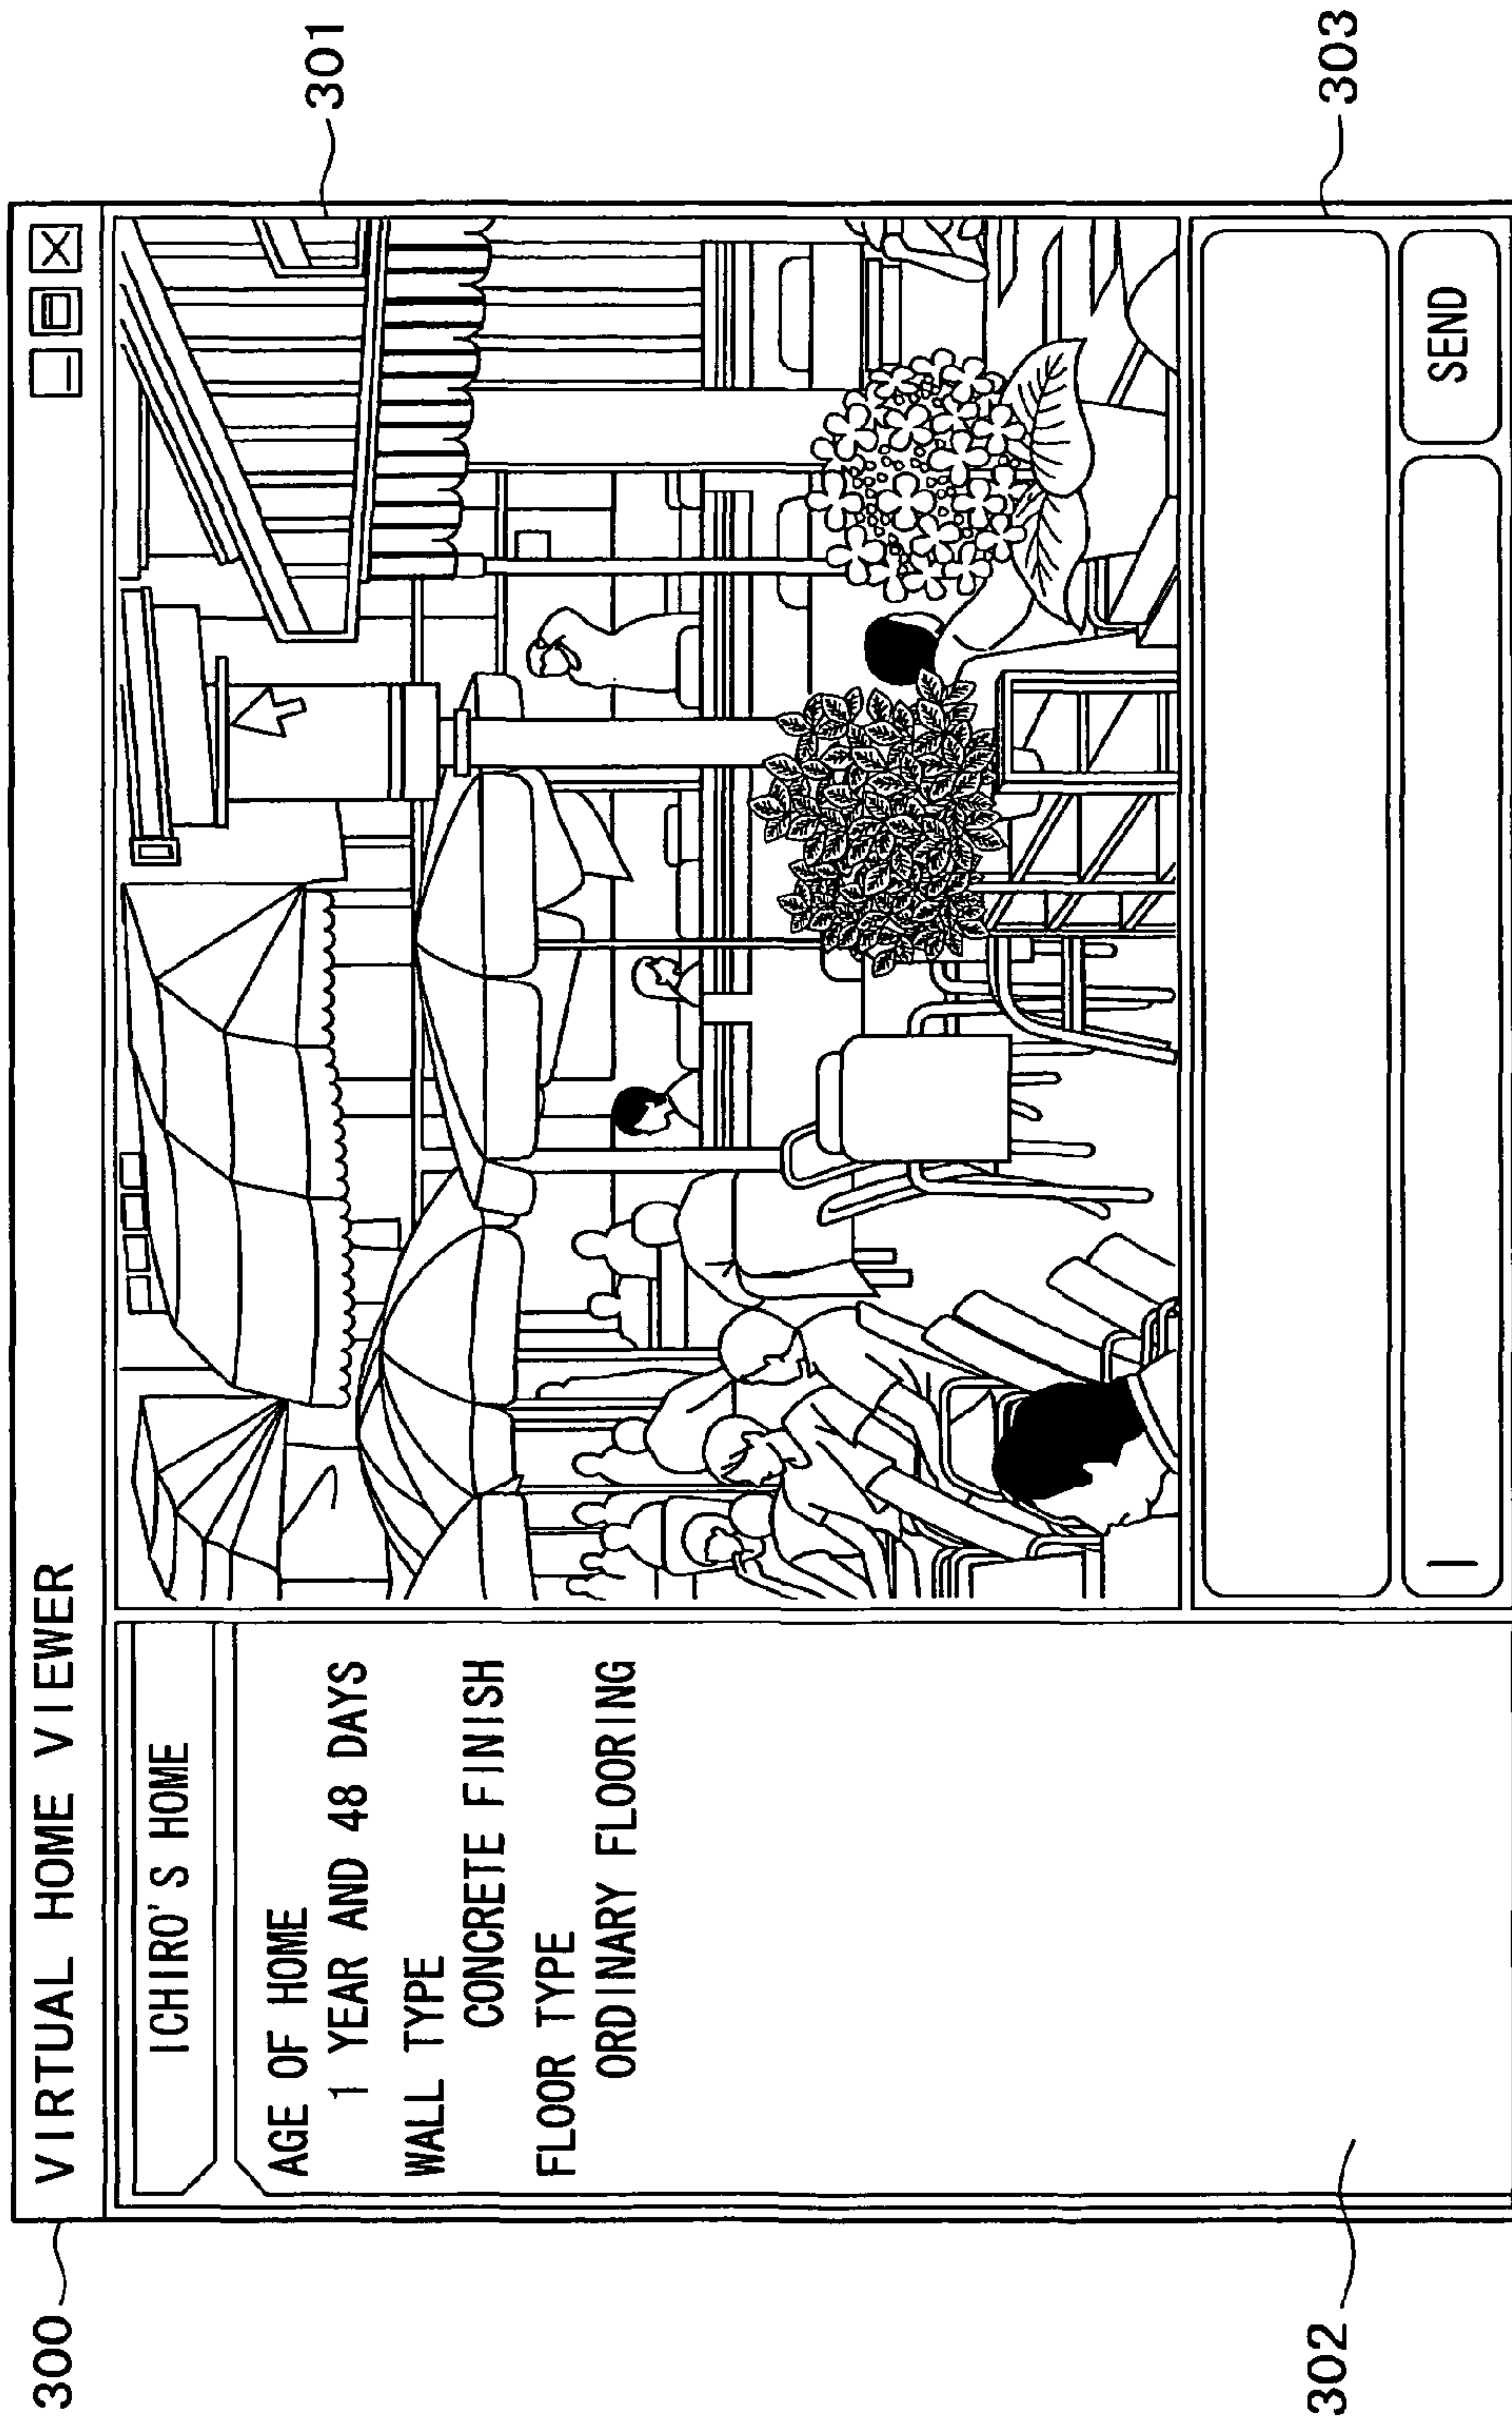 300
VIRTUAL HOME VIEWER
301
ICHIRO'S HOME
AGE OF HOME
1 YEAR AND 48 DAYS
WALL TYPE
CONCRETE FINISH
FLOOR TYPE
ORDINARY FLOORING
302
303
SEND